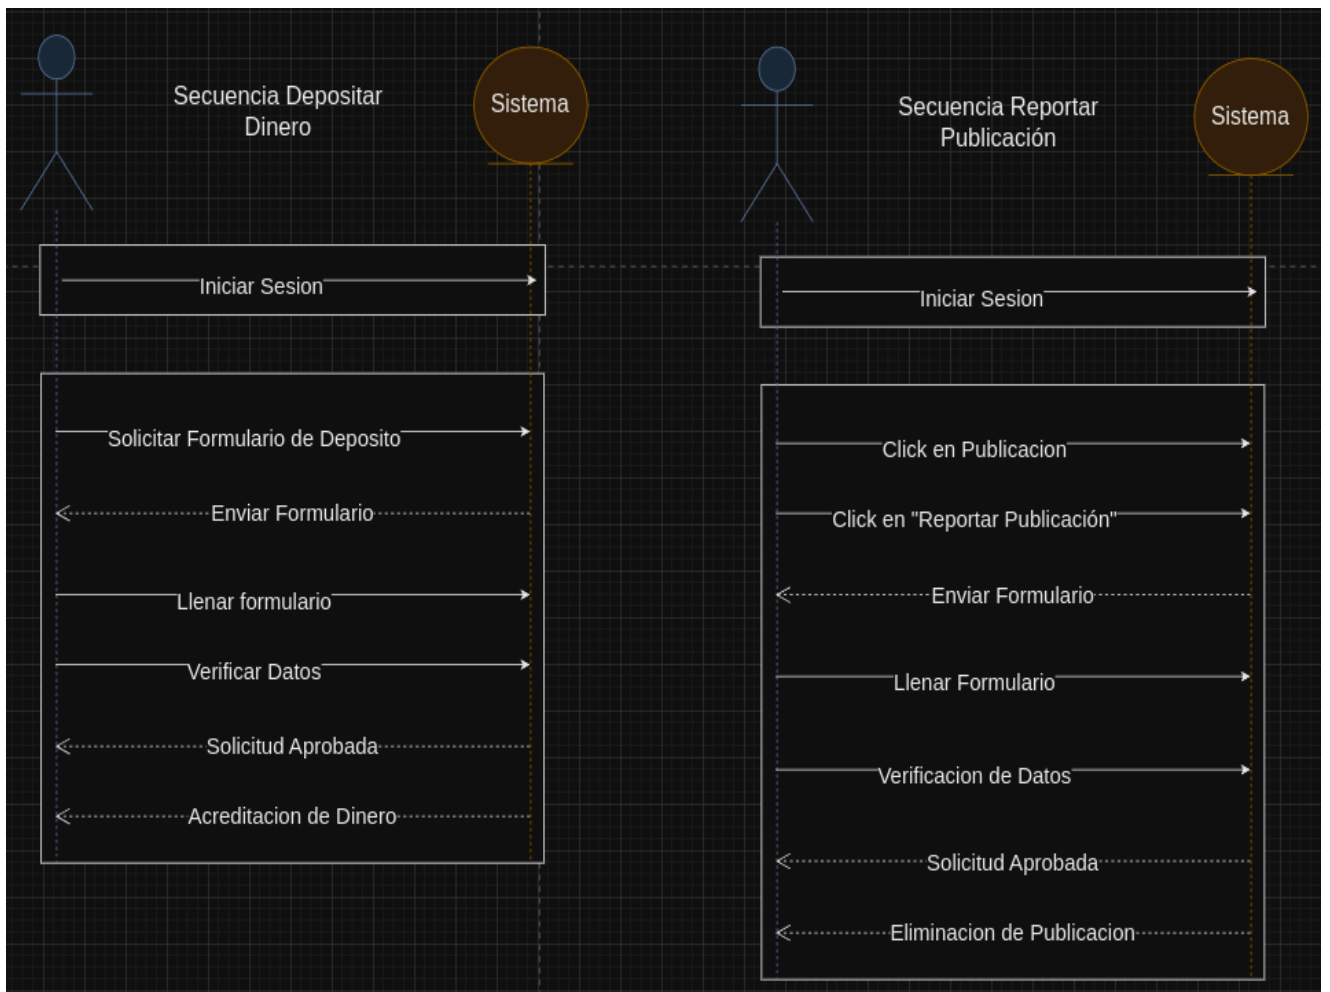 Secuencia Depositar
Dinero
Sistema
Iniciar Sesion
Solicitar Formulario de Deposito
Enviar Formulario
Llenar formulario
Verificar Datos
Solicitud Aprobada
Acreditacion de Dinero
Secuencia Reportar
Publicación
Sistema
Iniciar Sesion
Click en Publicacion
Click en "Reportar Publicación"
Enviar Formulario
Llenar Formulario
Verificacion de Datos
Solicitud Aprobada
Eliminacion de Publicacion